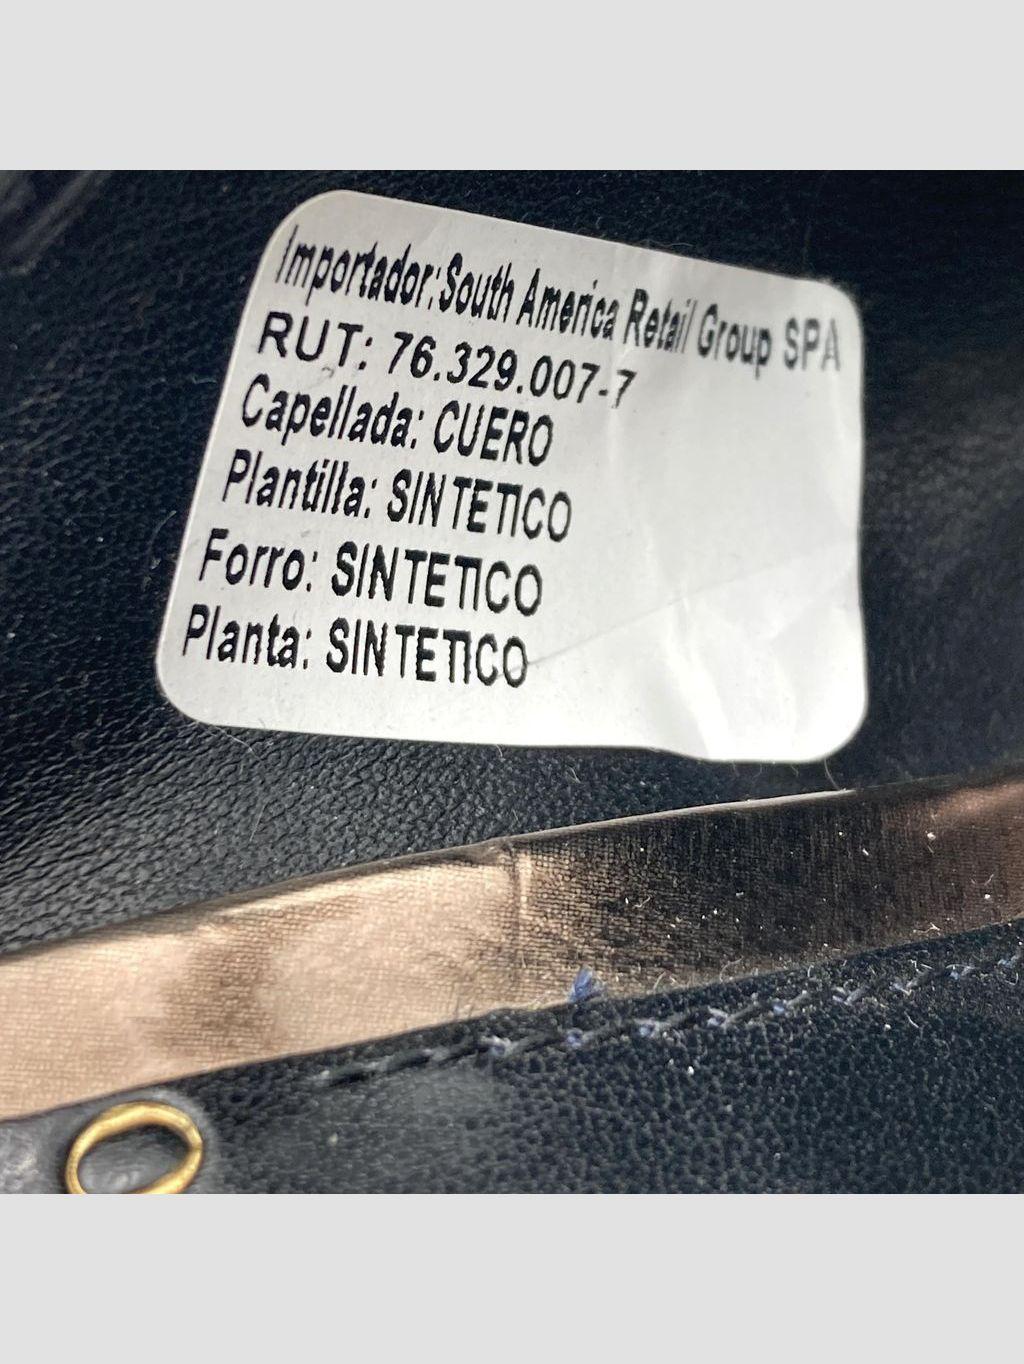 Importador:South America Retail Group SPA
RUT: 76.329.007-7
Capellada: CUERO
Plantilla: SINTETICO
Forro: SINTETICO
Planta: SINTETICO